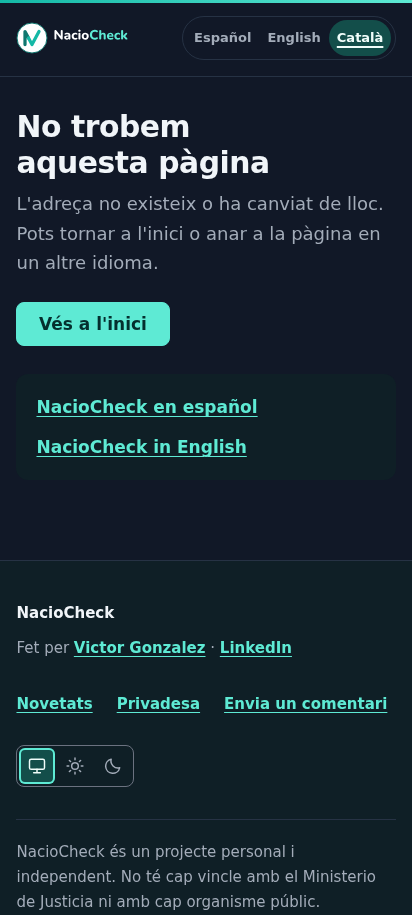 NacioCheck
Español English Català
No trobem
aquesta pàgina
L'adreça no existeix o ha canviat de lloc.
Pots tornar a l'inici o anar a la pàgina en
un altre idioma.
Vés a l'inici
NacioCheck en español
NacioCheck in English
NacioCheck
Fet per Victor Gonzalez · LinkedIn
Novetats Privadesa Envia un comentari
NacioCheck és un projecte personal i
independent. No té cap vincle amb el Ministerio
de Justicia ni amb cap organisme públic.